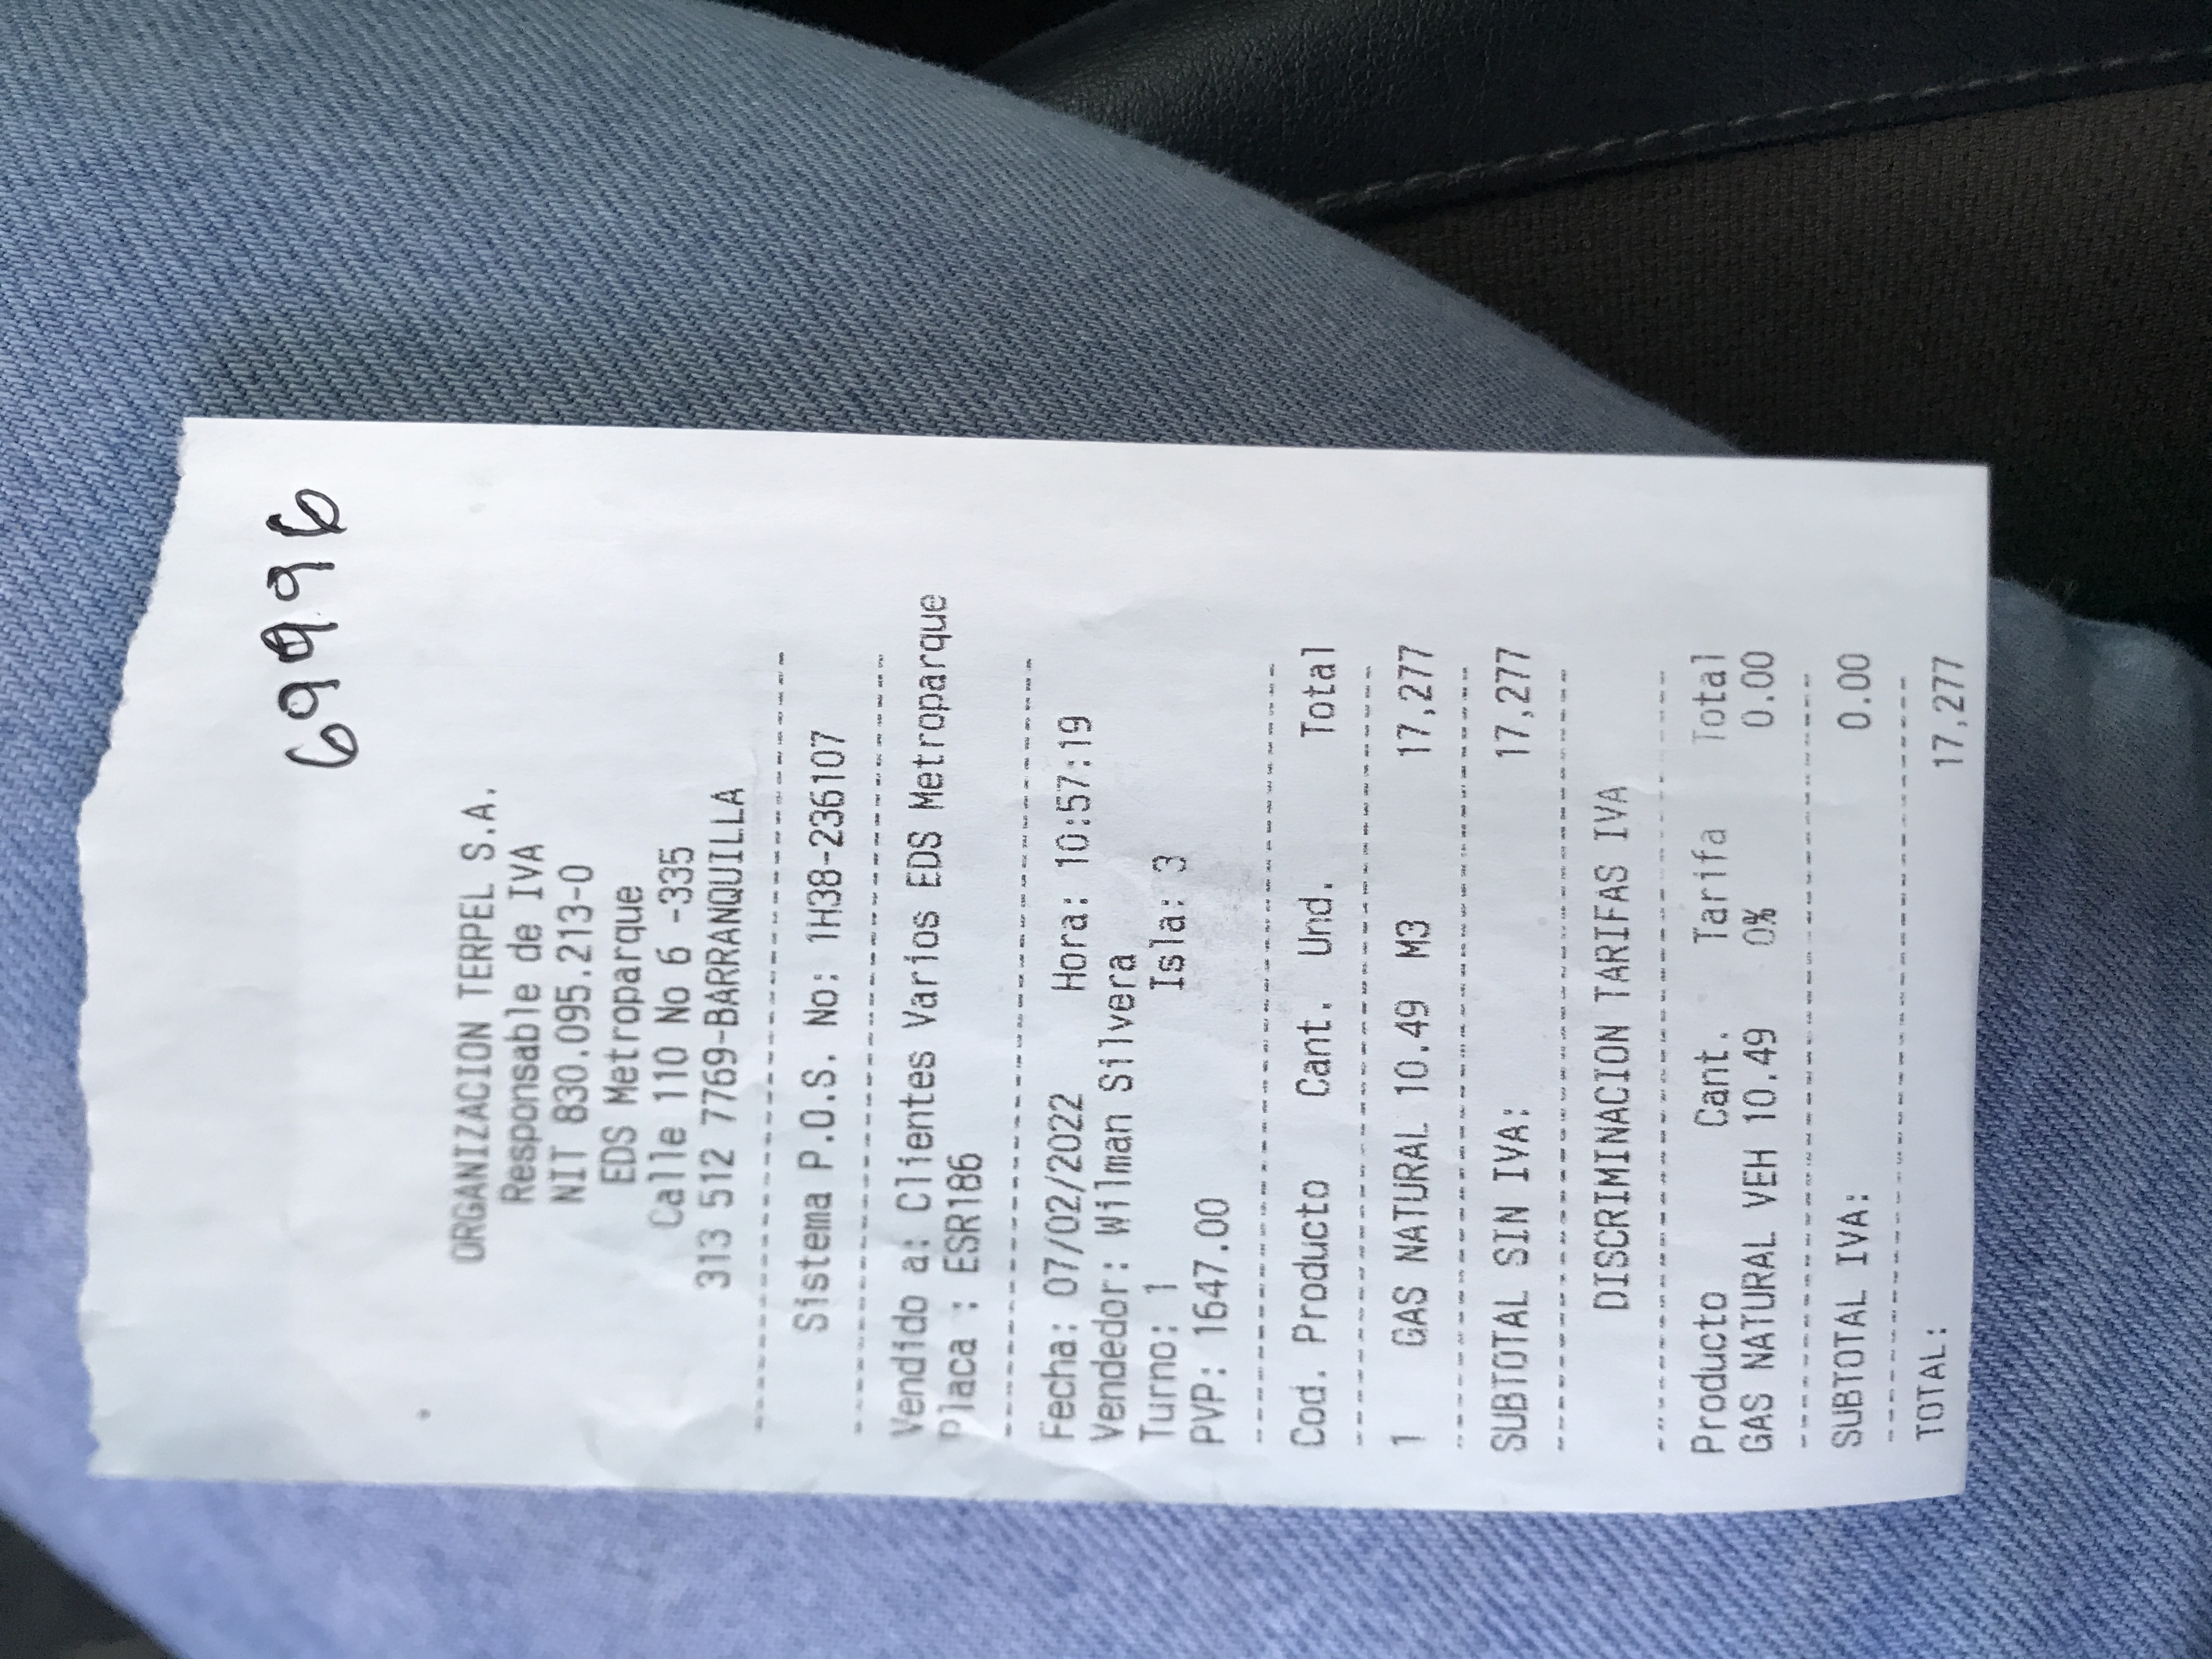 69996
ORGANIZACION TERPEL S.A.
Responsable de IVA
NIT 830.095.213-0
EDS Metroparque
Calle 110 No 6 -335
313 512 7769-BARRANQUILLA
--------------------------------
Sistema P.O.S. No: 1H38-236107
--------------------------------
Vendido a: Clientes Varios EDS Metroparque
Placa : ESR186
--------------------------------
Fecha: 07/02/2022 Hora: 10:57:19
Vendedor: Wilman Silvera
Turno: 1 Isla: 3
PVP: 1647.00
--------------------------------
Cod. Producto Cant. Und. Total
--------------------------------
1 GAS NATURAL 10.49 M3 17,277
--------------------------------
SUBTOTAL SIN IVA: 17,277
--------------------------------
DISCRIMINACION TARIFAS IVA
--------------------------------
Producto Cant. Tarifa Total
GAS NATURAL VEH 10.49 0% 0.00
--------------------------------
SUBTOTAL IVA: 0.00
--------------------------------
TOTAL: 17,277